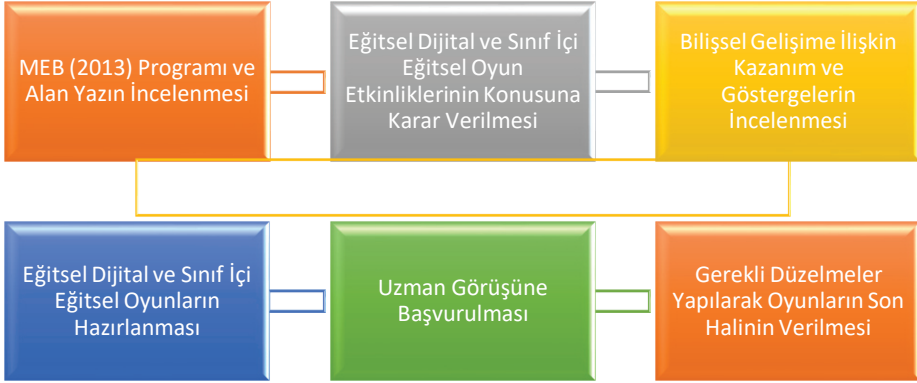 MEB (2013) Programı ve
Alan Yazın İncelenmesi
Eğitsel Dijital ve Sınıf İçi
Eğitsel Oyun
Etkinliklerinin Konusuna
Karar Verilmesi
Bilişsel Gelişime İlişkin
Kazanım ve
Göstergelerin
İncelenmesi
Eğitsel Dijital ve Sınıf İçi
Eğitsel Oyunların
Hazırlanması
Uzman Görüşüne
Başvurulması
Gerekli Düzelmeler
Yapılarak Oyunların Son
Halinin Verilmesi